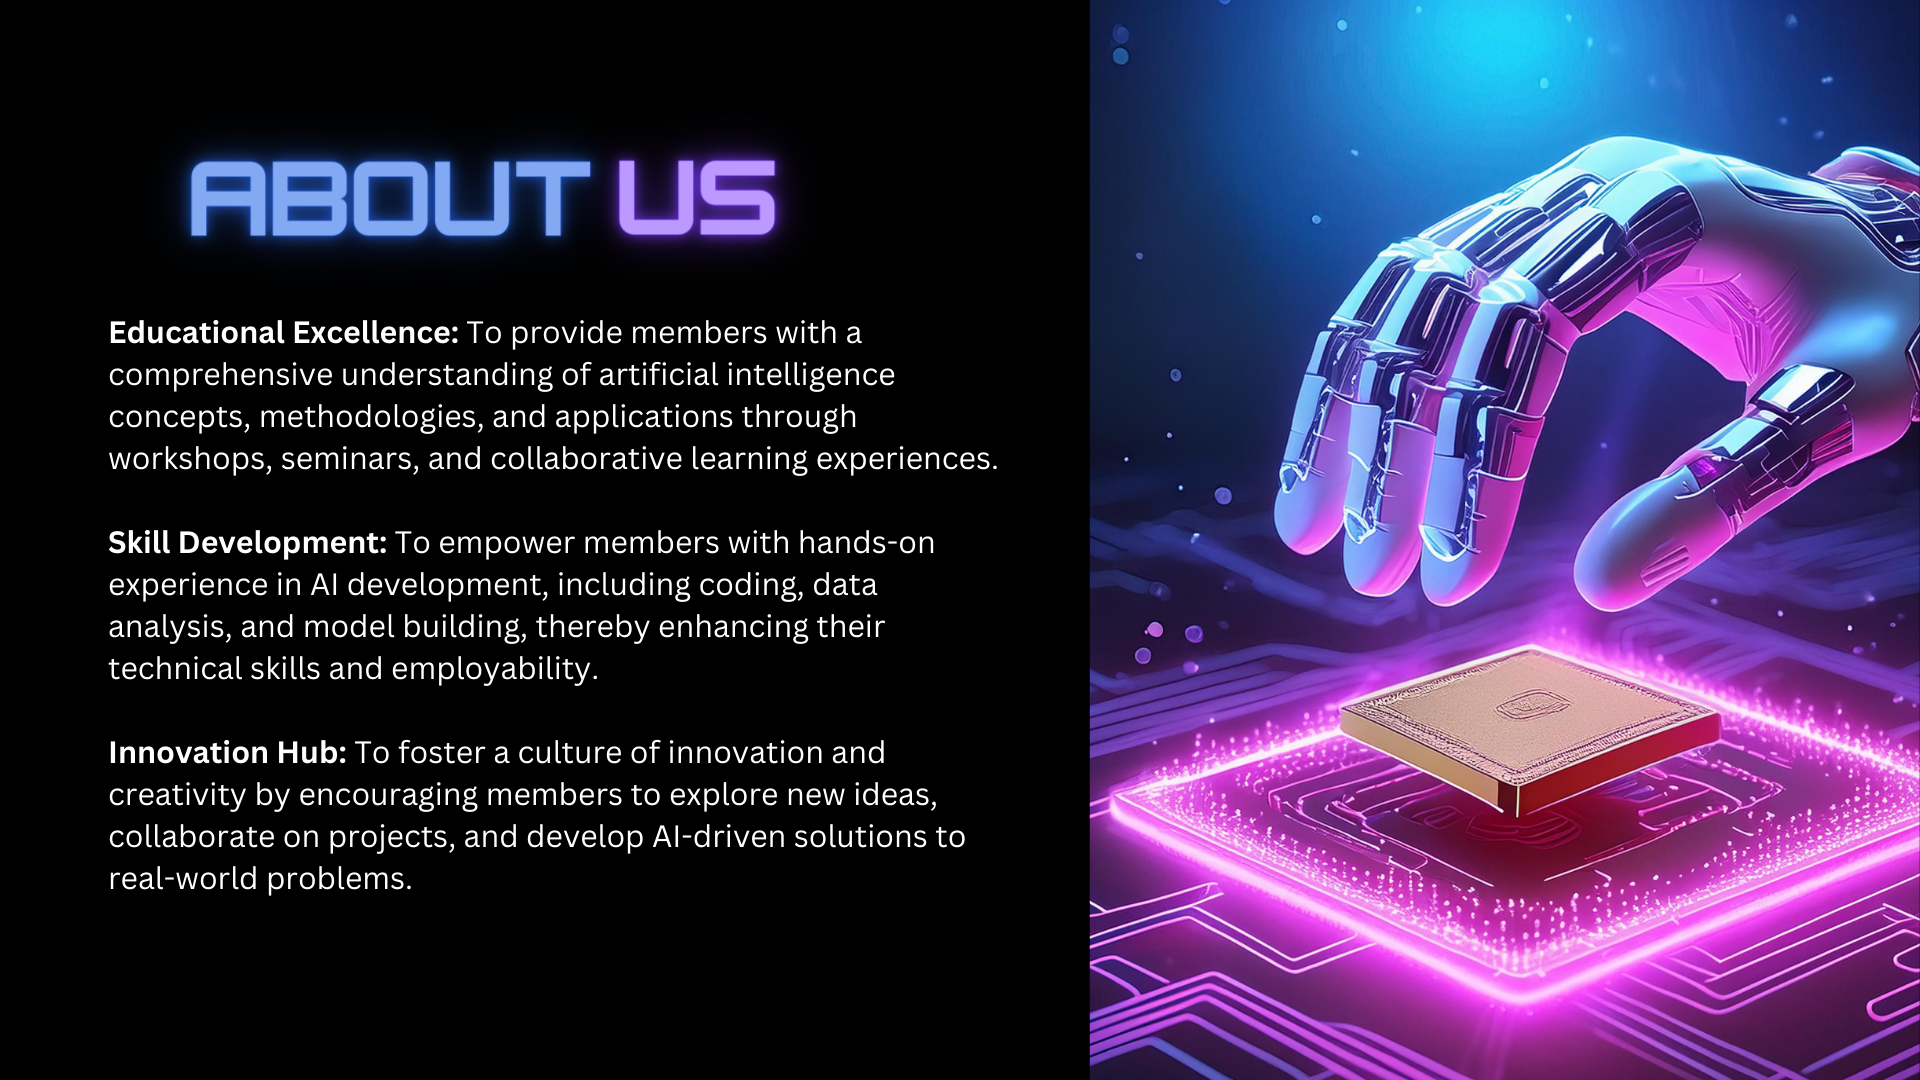 ABOUT US
Educational Excellence: To provide members with a
comprehensive understanding of artificial intelligence
concepts, methodologies, and applications through
workshops, seminars, and collaborative learning experiences.
Skill Development: To empower members with hands-on
experience in AI development, including coding, data
analysis, and model building, thereby enhancing their
technical skills and employability.
Innovation Hub: To foster a culture of innovation and
creativity by encouraging members to explore new ideas,
collaborate on projects, and develop AI-driven solutions to
real-world problems.